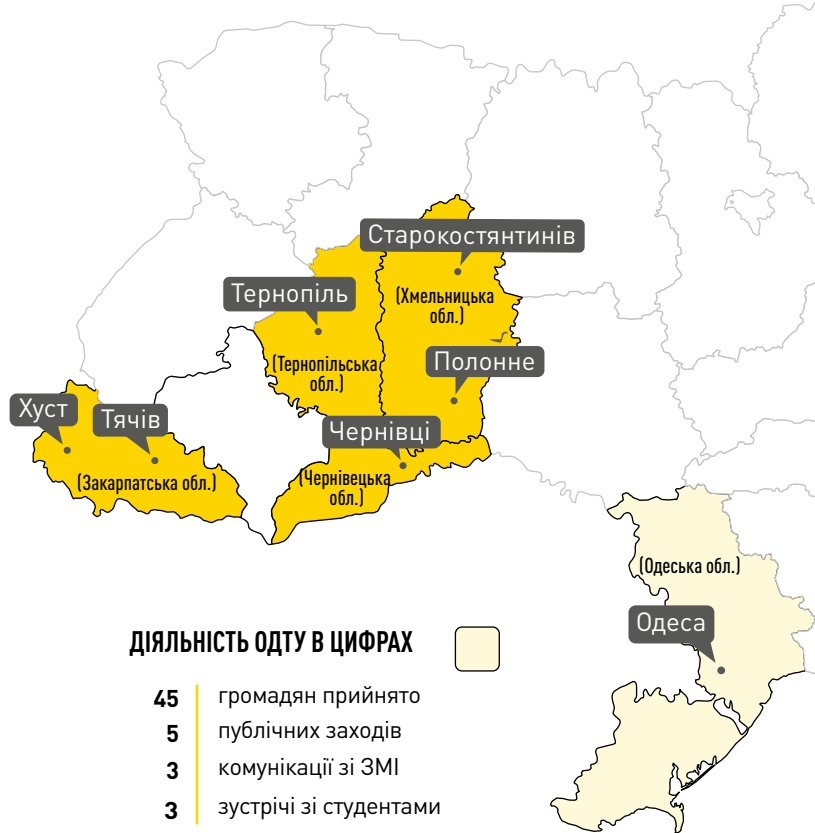 Старокостянтинів
Тернопіль
(Хмельницька
обл.)
(Тернопільська
обл.)
Полонне
Хуст
Тячів
Чернівці
(Закарпатська обл.)
(Чернівецька
обл.)
(Одеська обл.)
Одеса
ДІЯЛЬНІСТЬ ОДТУ В ЦИФРАХ
45 громадян прийнято
5 публічних заходів
3 комунікації зі ЗМІ
3 зустрічі зі студентами